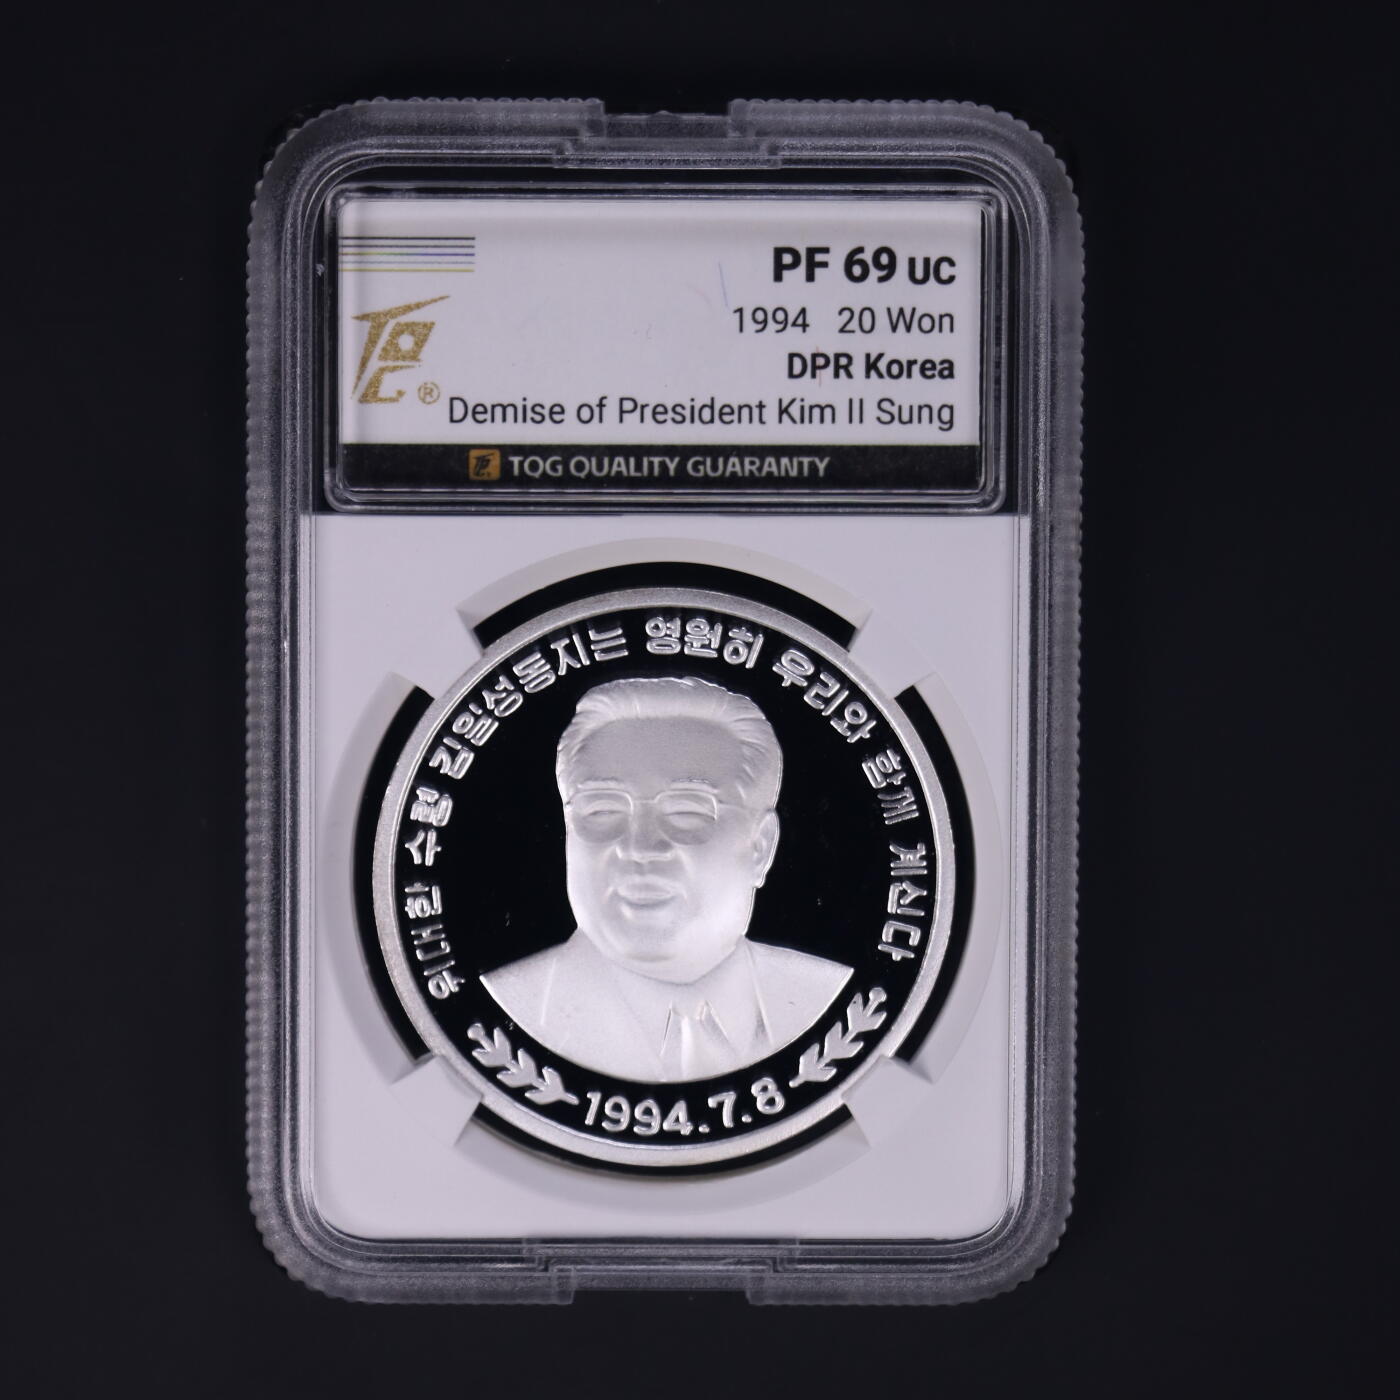 PF 69 UC
1994 20 Won
DPR Korea
TQG ®
Demise of President Kim II Sung
TQG QUALITY GUARANTY
위대한 수령 김일성동지는 영원히 우리와 함께 계신다
1994.7.8